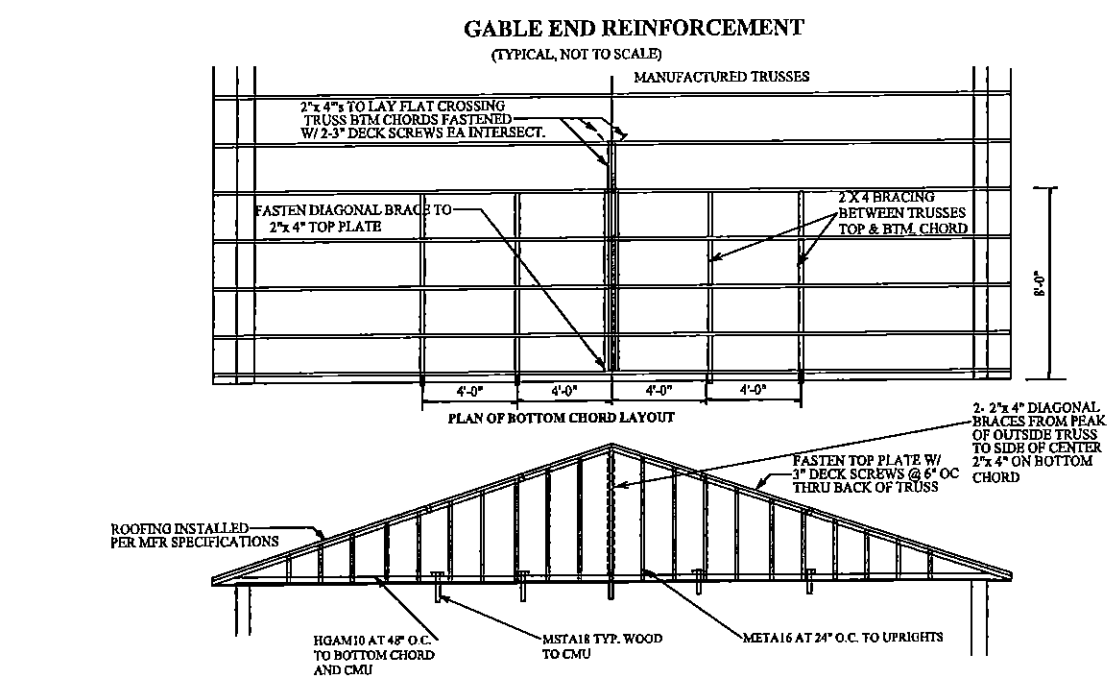 GABLE END REINFORCEMENT
(TYPICAL, NOT TO SCALE)
MANUFACTURED TRUSSES
2"x 4"'s TO LAY FLAT CROSSING
TRUSS BTM CHORDS FASTENED
W/ 2-3" DECK SCREWS EA INTERSECT.
FASTEN DIAGONAL BRACE TO
2"x 4" TOP PLATE
2 X 4 BRACING
BETWEEN TRUSSES
TOP & BTM. CHORD
8'-0"
4'-0" 4'-0" 4'-0" 4'-0"
PLAN OF BOTTOM CHORD LAYOUT
2- 2"x 4" DIAGONAL
BRACES FROM PEAK
OF OUTSIDE TRUSS
TO SIDE OF CENTER
2"x 4" ON BOTTOM
CHORD
FASTEN TOP PLATE W/
3" DECK SCREWS @ 6" OC
THRU BACK OF TRUSS
ROOFING INSTALLED
PER MFR SPECIFICATIONS
HGAM10 AT 48" O.C.
TO BOTTOM CHORD
AND CMU
MSTA18 TYP. WOOD
TO CMU
META16 AT 24" O.C. TO UPRIGHTS